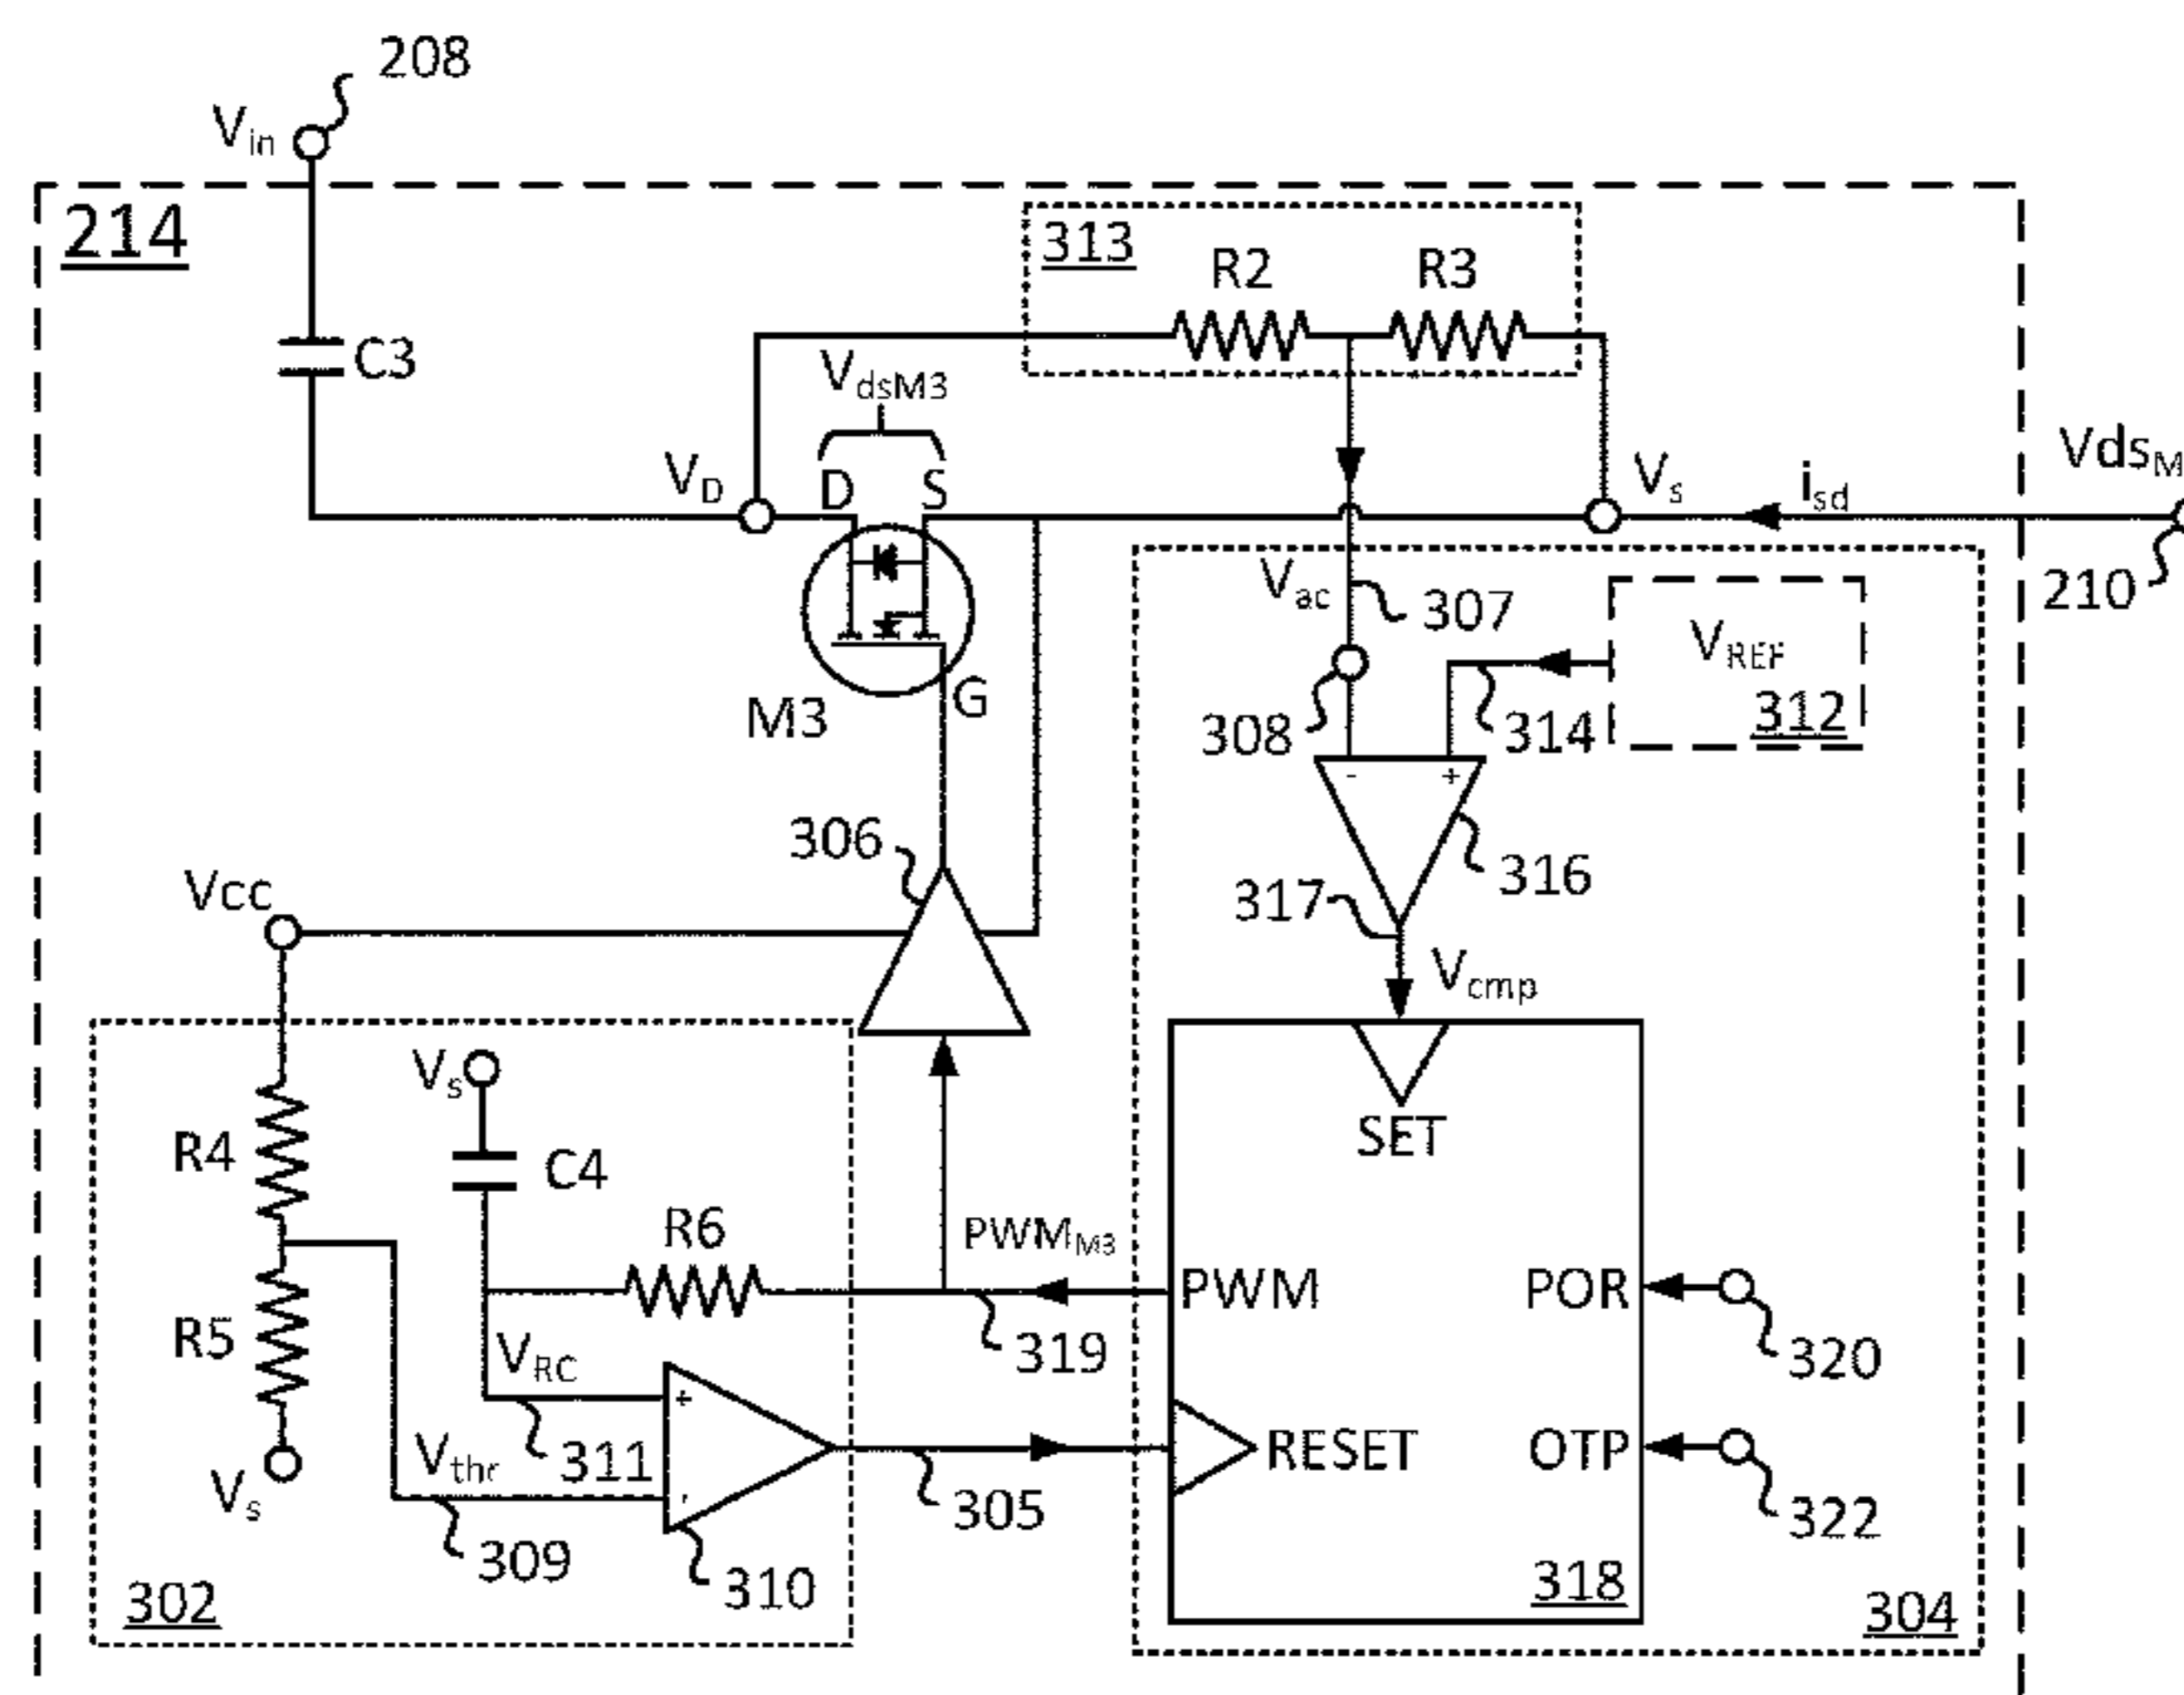 208
Vin
214
313
R2 R3
C3
VdsM3
VD
D S
Vs
isd
VdsM
210
Vac
307
VREF
312
314
308
M3
G
- +
306
316
317
Vcc
Vcmp
Vs
SET
R4
C4
R6
PWMM3
PWM
POR
R5
319
320
VRC
+
Vthr
311
RESET
OTP
305
-
322
Vs
309
310
302
318
304